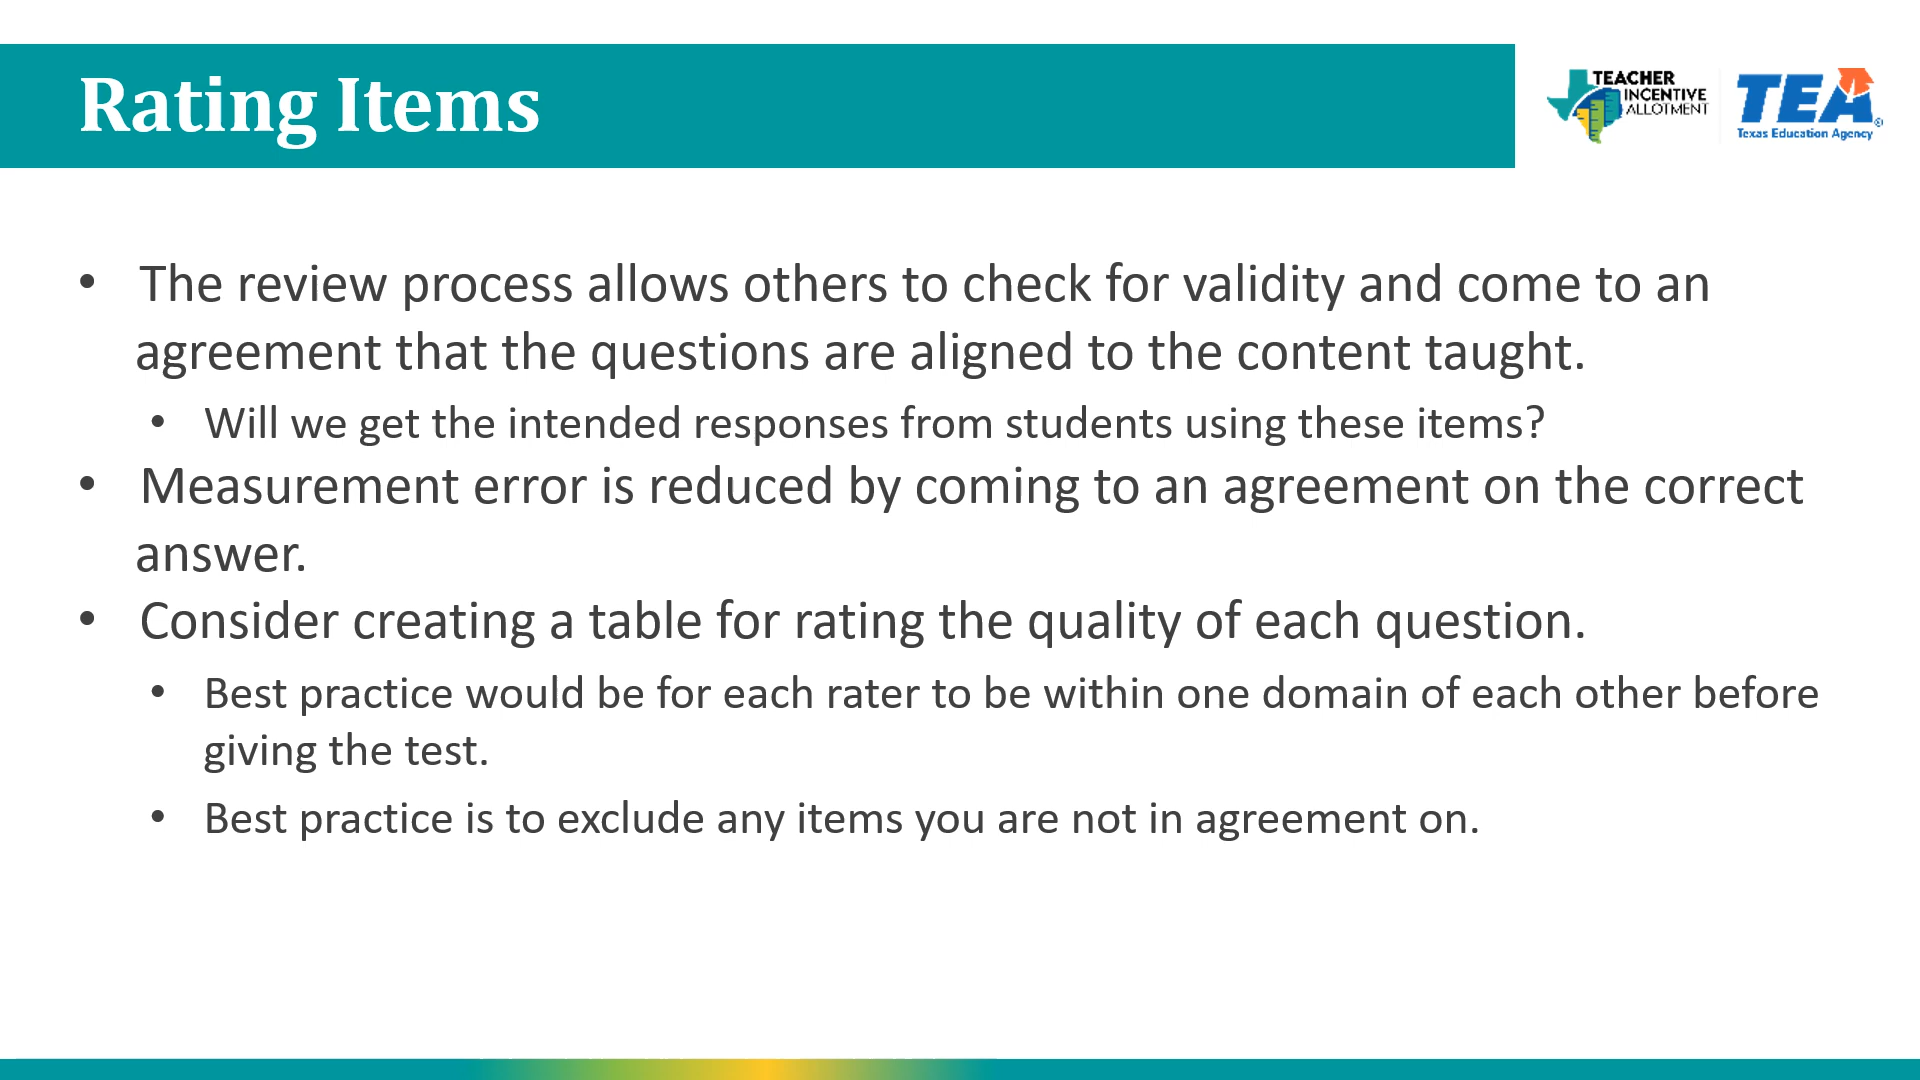 Rating Items
TEACHER
INCENTIVE
ALLOTMENT
TEA
Texas Education Agency
®
• The review process allows others to check for validity and come to an
agreement that the questions are aligned to the content taught.
• Will we get the intended responses from students using these items?
• Measurement error is reduced by coming to an agreement on the correct
answer.
• Consider creating a table for rating the quality of each question.
• Best practice would be for each rater to be within one domain of each other before
giving the test.
• Best practice is to exclude any items you are not in agreement on.